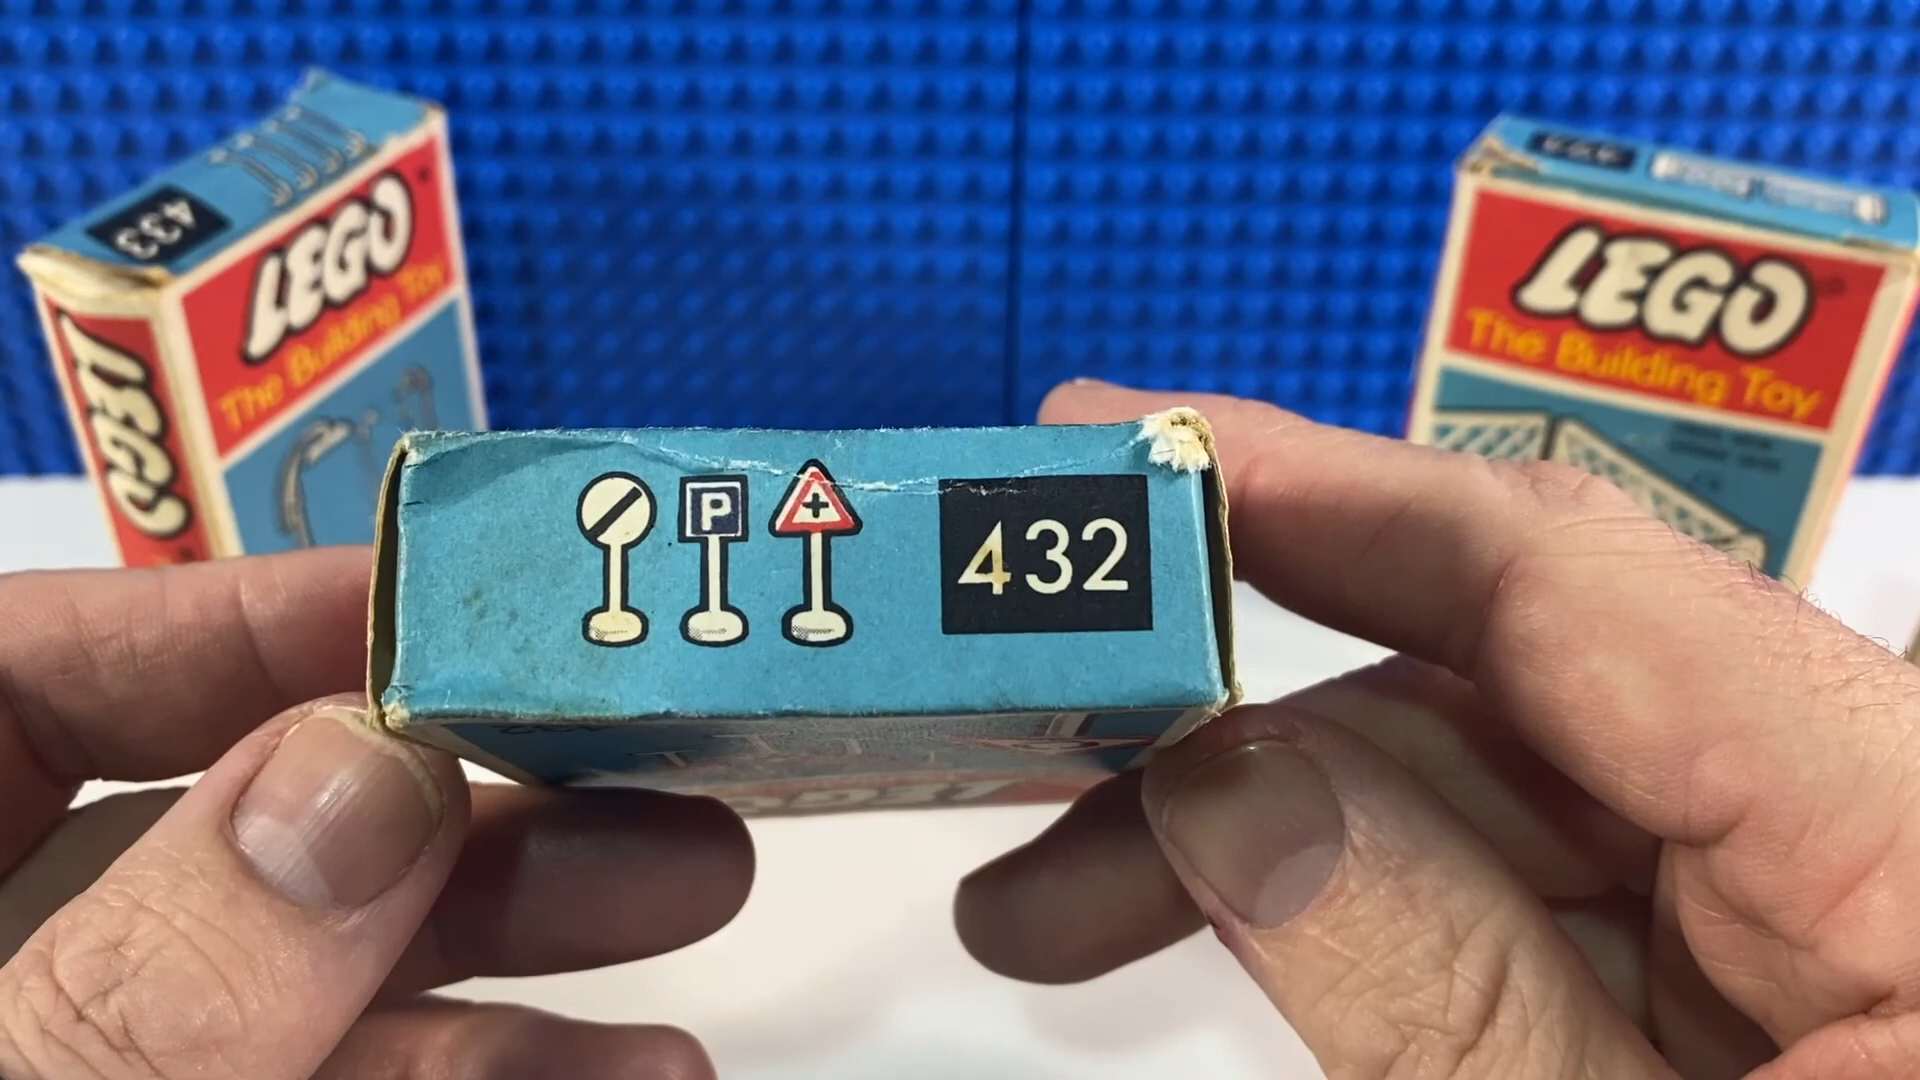 433
LEGO
The Building Toy
LEGO
LEGO
The Building Toy
P
432